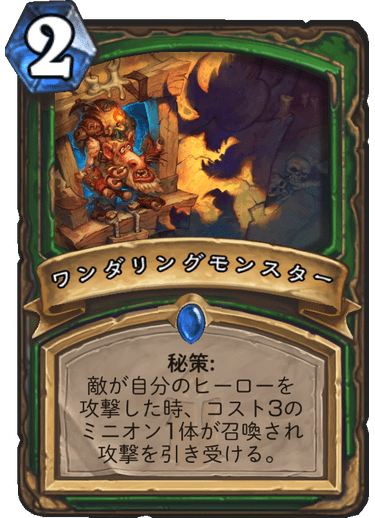 2
ワンダリングモンスター
秘策:
敵が自分のヒーローを
攻撃した時、コスト3の
ミニオン1体が召喚され
攻撃を引き受ける。